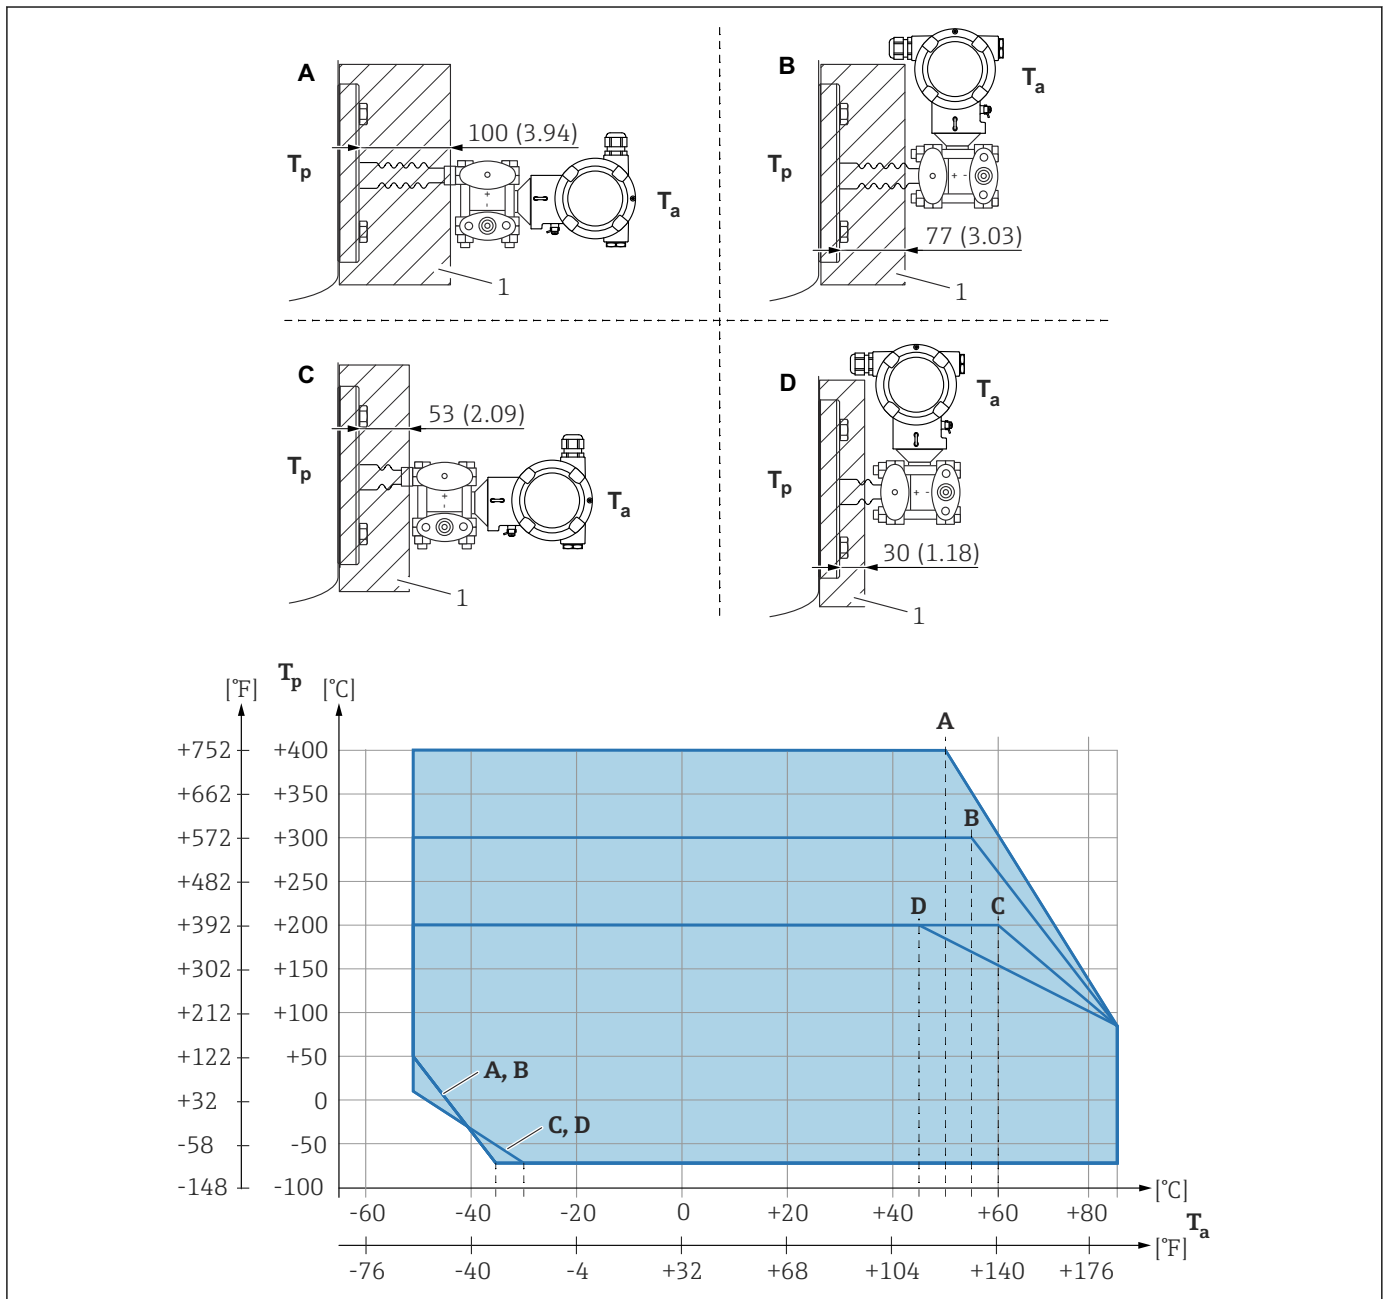 A
100 (3.94)
Tp
Ta
1
B
Ta
Tp
77 (3.03)
1
C
53 (2.09)
Tp
Ta
1
D
Ta
Tp
30 (1.18)
1
Tp
[°F] [°C]
A
+752 +400
+662 +350
B
+572 +300
+482 +250
D C
+392 +200
+302 +150
+212 +100
+122 +50
A, B
+32 0
C, D
-58 -50
-148 -100
[°C]
-60 -40 -20 0 +20 +40 +60 +80
Ta
[°F]
-76 -40 -4 +32 +68 +104 +140 +176